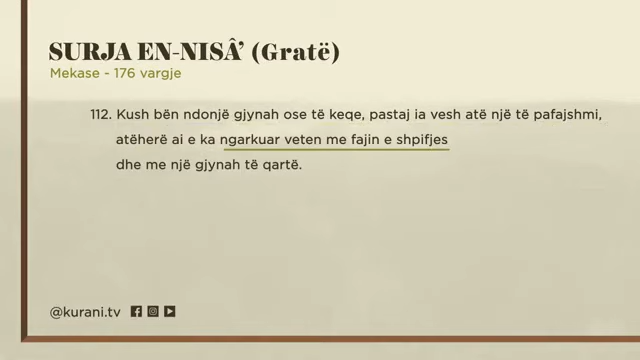 SURJA EN-NISÂ’ (Gratë)
Mekase - 176 vargje
112. Kush bën ndonjë gjynah ose të keqe, pastaj ia vesh atë një të pafajshmi,
atëherë ai e ka ngarkuar veten me fajin e shpifjes
dhe me një gjynah të qartë.
@kurani.tv